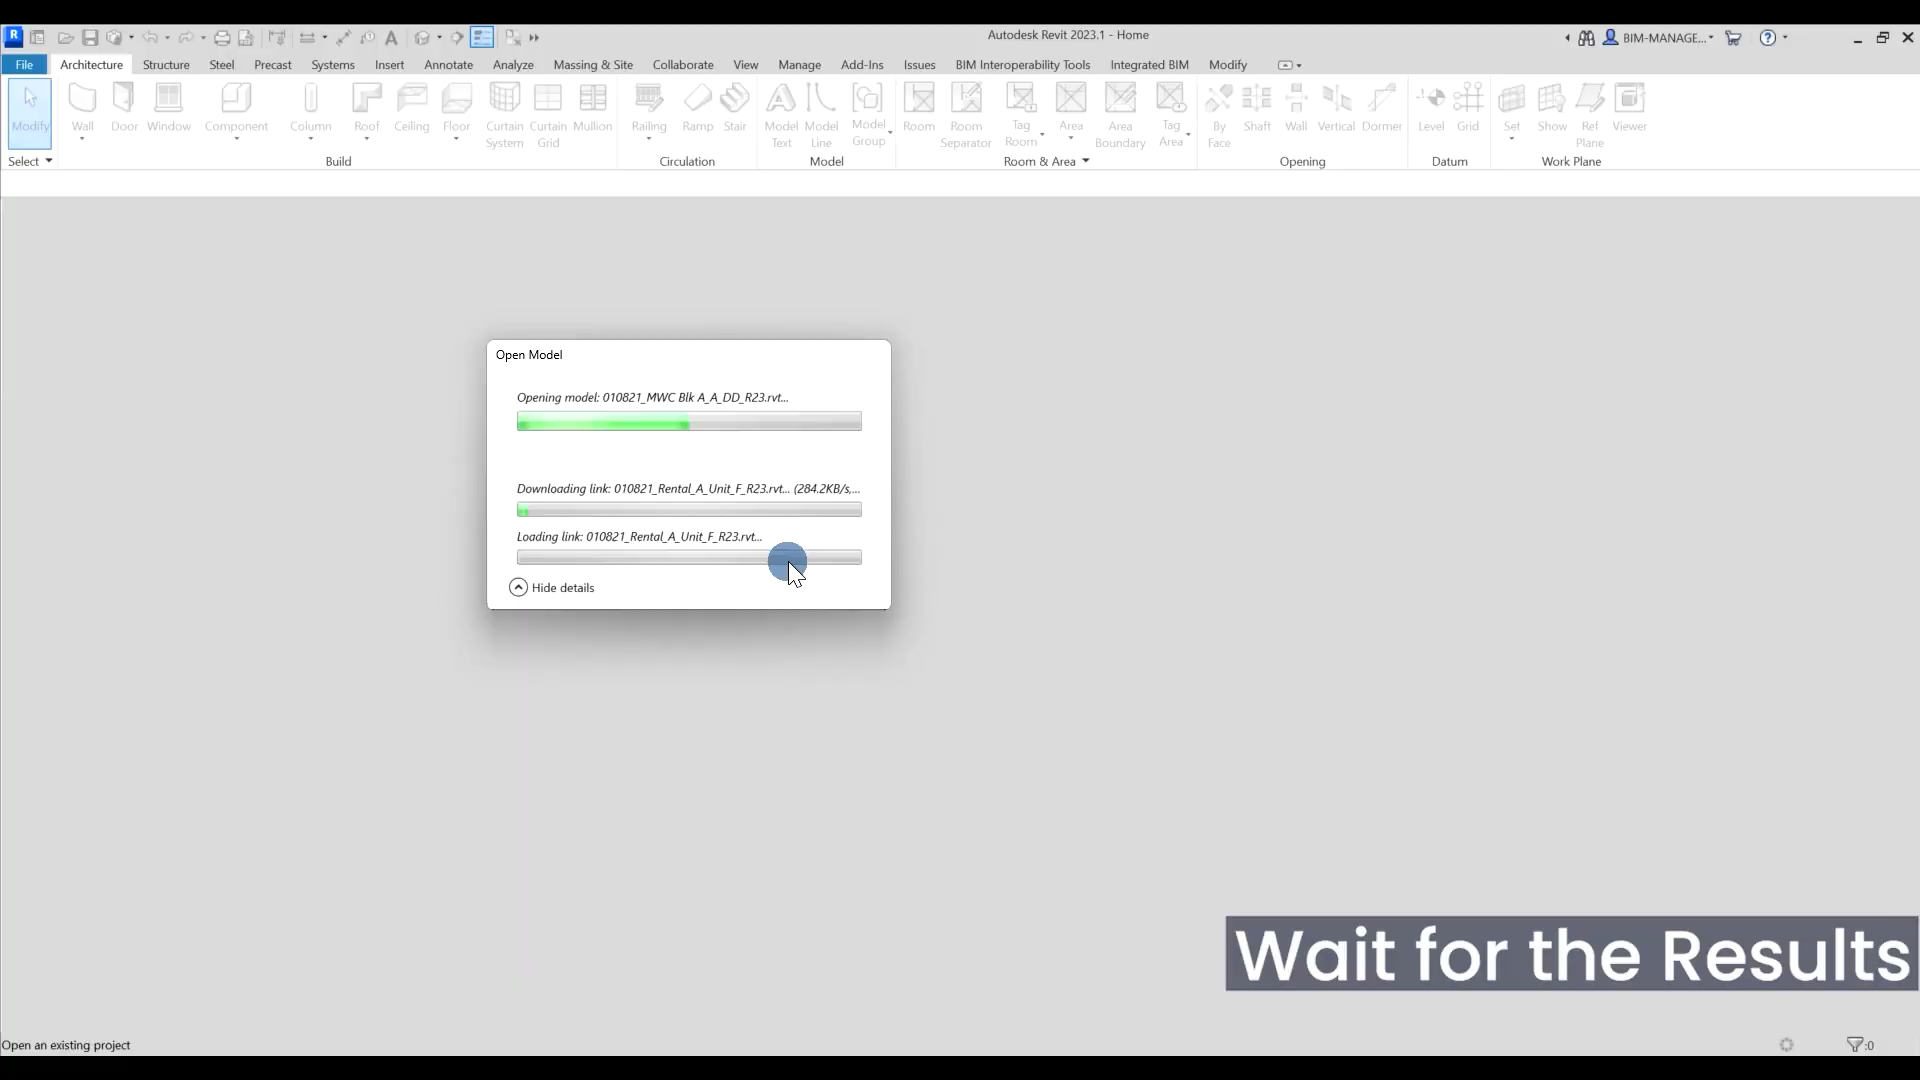 Autodesk Revit 2023.1 - Home
BIM-MANAGE...
File Architecture Structure Steel Precast Systems Insert Annotate Analyze Massing & Site Collaborate View Manage Add-Ins Issues BIM Interoperability Tools Integrated BIM Modify
Modify Wall Door Window Component Column Roof Ceiling Floor Curtain System Curtain Grid Mullion Railing Ramp Stair Model Text Model Line Model Group Room Room Separator Tag Room Area Area Boundary Tag Area By Face Shaft Wall Vertical Dormer Level Grid Set Show Ref Plane Viewer
Select Build Circulation Model Room & Area Opening Datum Work Plane
Open Model
Opening model: 010821_MWC Blk A_A_DD_R23.rvt...
Downloading link: 010821_Rental_A_Unit_F_R23.rvt... (284.2KB/s,...
Loading link: 010821_Rental_A_Unit_F_R23.rvt...
Hide details
Wait for the Results
Open an existing project
:0